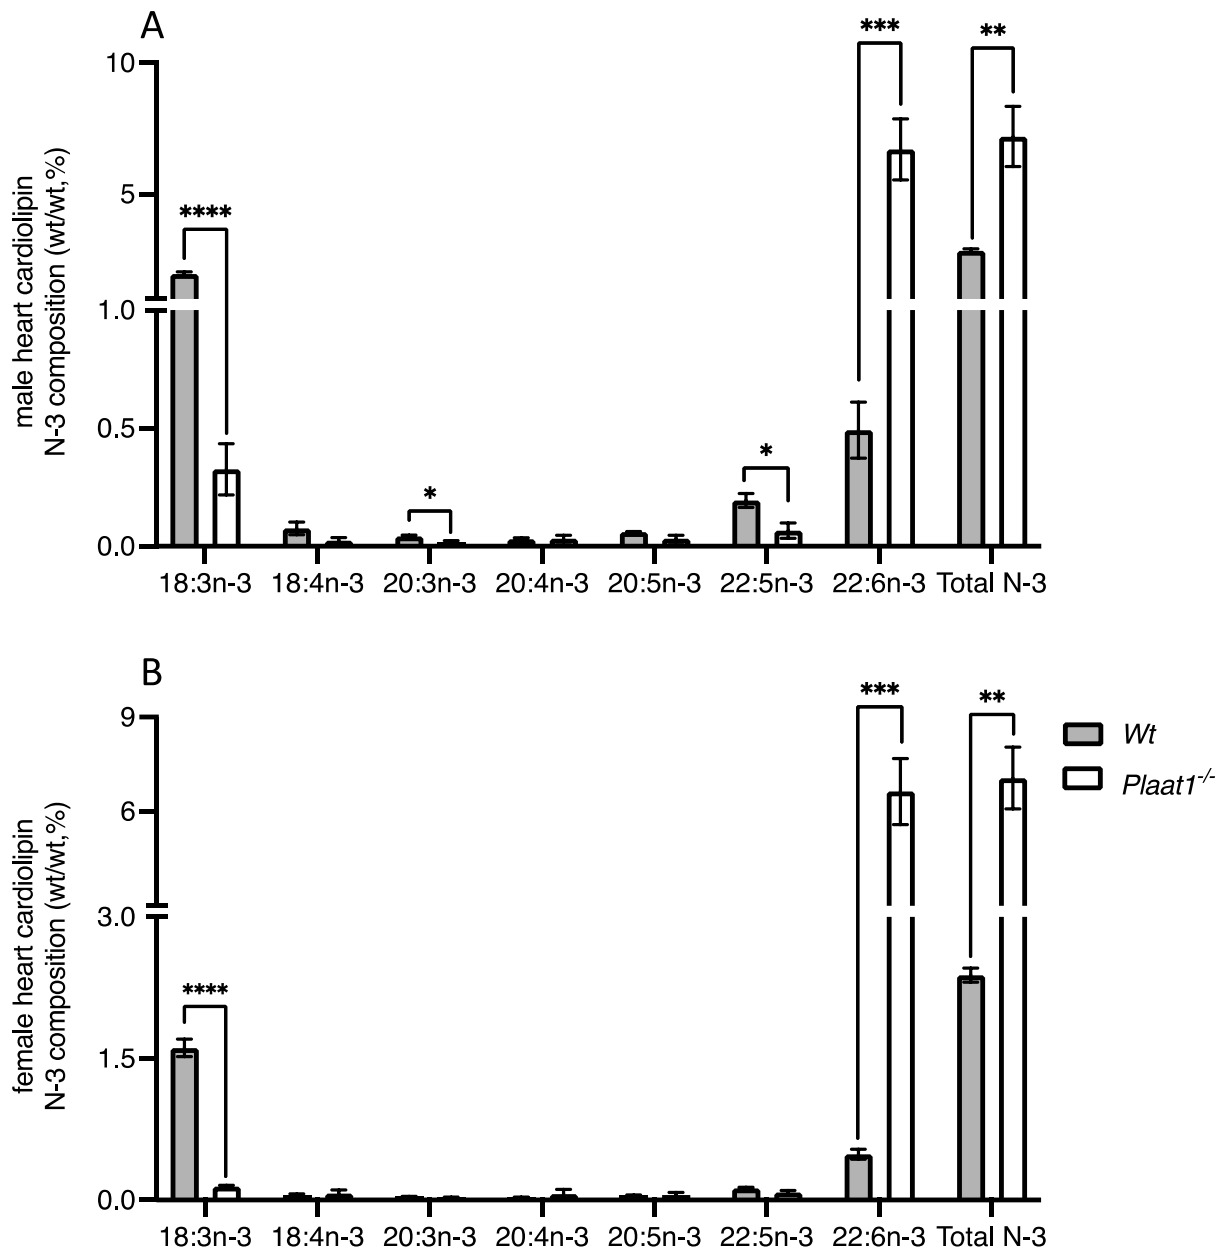 A
***
**
10
5
****
1.0
0.5
*
*
0.0
male heart cardiolipin
N-3 composition (wt/wt,%)
18:3n-3 18:4n-3 20:3n-3 20:4n-3 20:5n-3 22:5n-3 22:6n-3 Total N-3
B
***
**
9
6
3.0
****
1.5
0.0
female heart cardiolipin
N-3 composition (wt/wt,%)
Wt
Plaat1-/-
18:3n-3 18:4n-3 20:3n-3 20:4n-3 20:5n-3 22:5n-3 22:6n-3 Total N-3